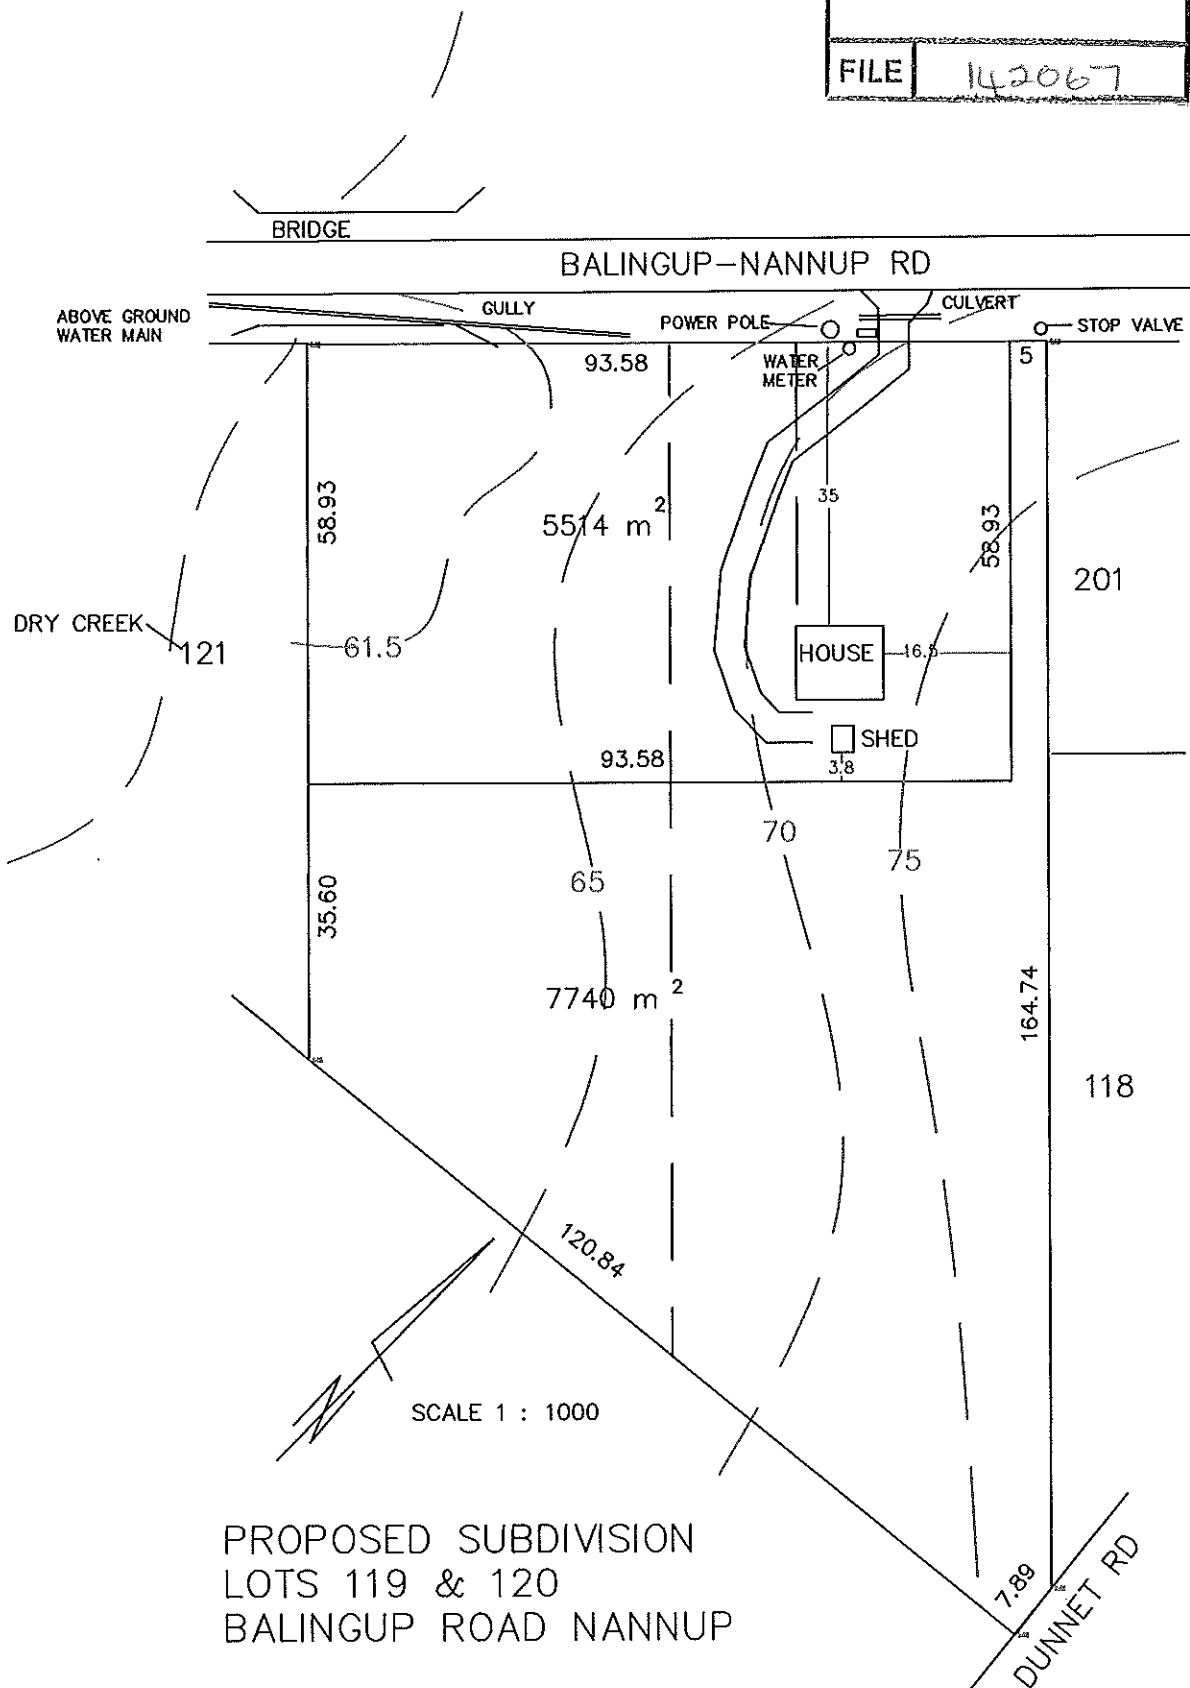 FILE 142067
BRIDGE
BALINGUP-NANNUP RD
ABOVE GROUND
WATER MAIN
GULLY
CULVERT
POWER POLE
STOP VALVE
WATER
METER
93.58
5
58.93
35
5514 m²
58.93
201
DRY CREEK
121
61.5
HOUSE
16.5
SHED
93.58
3.8
70
75
65
35.60
7740 m²
164.74
118
120.84
SCALE 1 : 1000
7.89
DUNNET RD
PROPOSED SUBDIVISION
LOTS 119 & 120
BALINGUP ROAD NANNUP